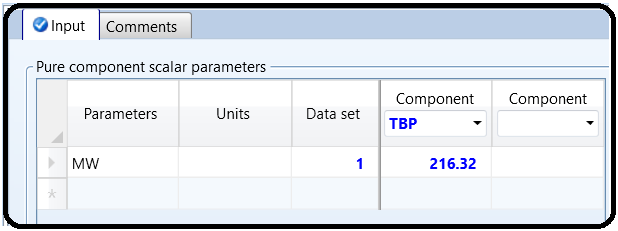 Input Comments
Pure component scalar parameters
Parameters Units Data set Component Component
TBP
MW 1 216.32
*